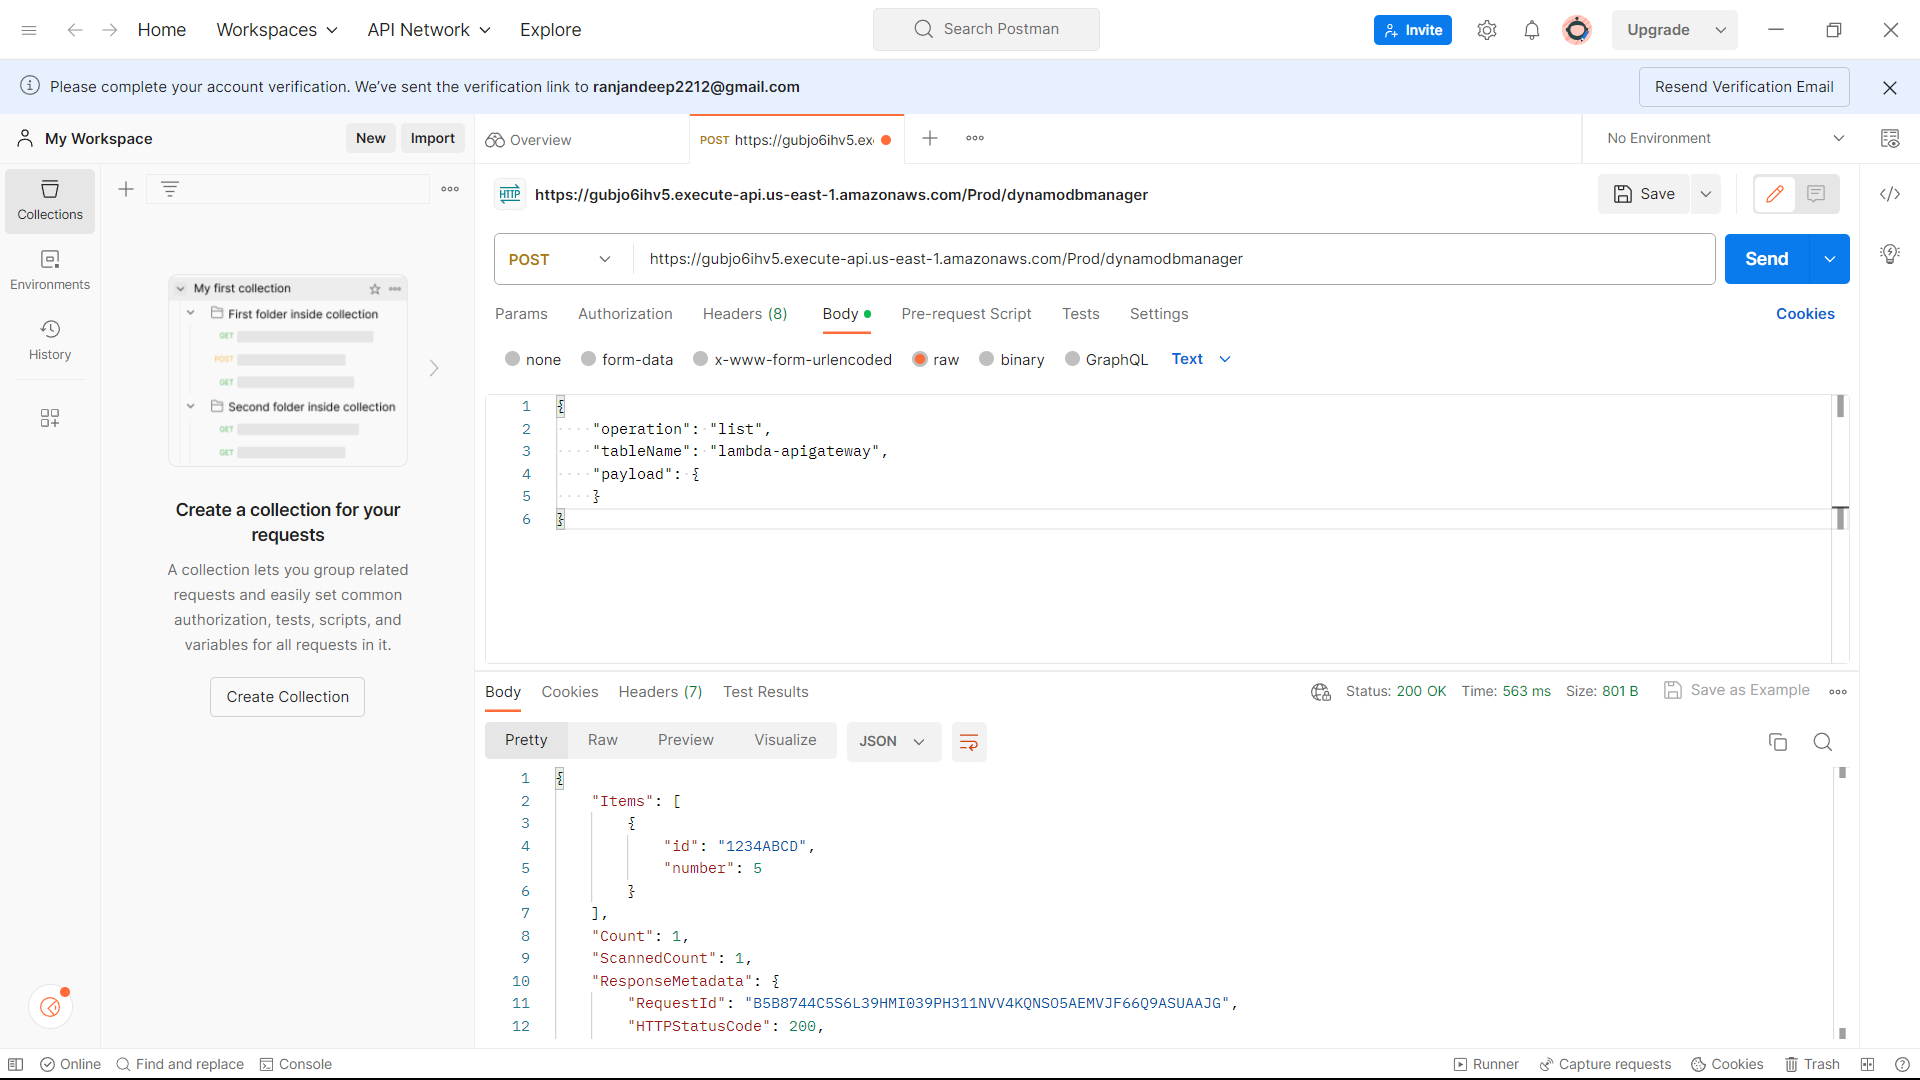 Home
Workspaces
API Network
Explore
Search Postman
Invite
Upgrade
Please complete your account verification. We've sent the verification link to ranjandeep2212@gmail.com
Resend Verification Email
My Workspace
New
Import
Overview
POST https://gubjo6ihv5.ex
No Environment
Collections
Environments
History
My first collection
First folder inside collection
GET
POST
GET
Second folder inside collection
GET
GET
Create a collection for your
requests
A collection lets you group related
requests and easily set common
authorization, tests, scripts, and
variables for all requests in it.
Create Collection
HTTP
https://gubjo6ihv5.execute-api.us-east-1.amazonaws.com/Prod/dynamodbmanager
Save
POST
https://gubjo6ihv5.execute-api.us-east-1.amazonaws.com/Prod/dynamodbmanager
Send
Params
Authorization
Headers (8)
Body
Pre-request Script
Tests
Settings
Cookies
none
form-data
x-www-form-urlencoded
raw
binary
GraphQL
Text
1 {
2 "operation": "list",
3 "tableName": "lambda-apigateway",
4 "payload": {
5 }
6 }
Body
Cookies
Headers (7)
Test Results
Status: 200 OK
Time: 563 ms
Size: 801 B
Save as Example
Pretty
Raw
Preview
Visualize
JSON
1 {
2 "Items": [
3 {
4 "id": "1234ABCD",
5 "number": 5
6 }
7 ],
8 "Count": 1,
9 "ScannedCount": 1,
10 "ResponseMetadata": {
11 "RequestId": "B5B8744C5S6L39HMI039PH311NVV4KQNSO5AEMVJF66Q9ASUAAJG",
12 "HTTPStatusCode": 200,
Online
Find and replace
Console
Runner
Capture requests
Cookies
Trash